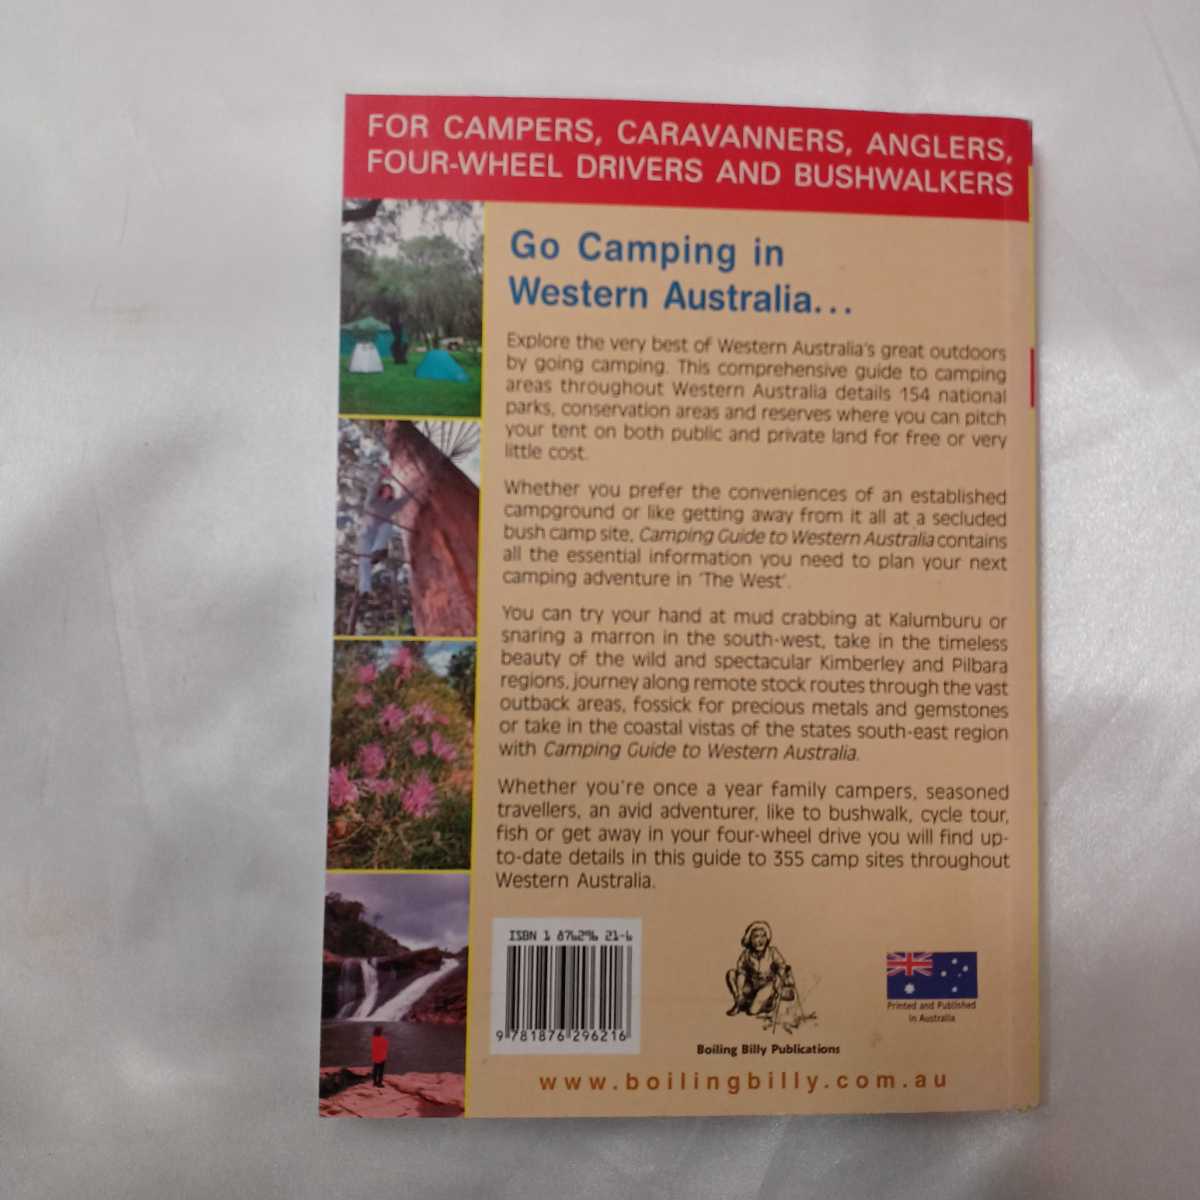 FOR CAMPERS, CARAVANNERS, ANGLERS,
FOUR-WHEEL DRIVERS AND BUSHWALKERS
Go Camping in
Western Australia...
Explore the very best of Western Australia's great outdoors
by going camping. This comprehensive guide to camping
areas throughout Western Australia details 154 national
parks, conservation areas and reserves where you can pitch
your tent on both public and private land for free or very
little cost.
Whether you prefer the conveniences of an established
campground or like getting away from it all at a secluded
bush camp site, Camping Guide to Western Australia contains
all the essential information you need to plan your next
camping adventure in 'The West'.
You can try your hand at mud crabbing at Kalumburu or
snaring a marron in the south-west, take in the timeless
beauty of the wild and spectacular Kimberley and Pilbara
regions, journey along remote stock routes through the vast
outback areas, fossick for precious metals and gemstones
or take in the coastal vistas of the states south-east region
with Camping Guide to Western Australia.
Whether you're once a year family campers, seasoned
travellers, an avid adventurer, like to bushwalk, cycle tour,
fish or get away in your four-wheel drive you will find up-
to-date details in this guide to 355 camp sites throughout
Western Australia.
ISBN 1 876296 21-6
9 781876 296216
Boiling Billy Publications
Printed and Published
in Australia
www.boilingbilly.com.au